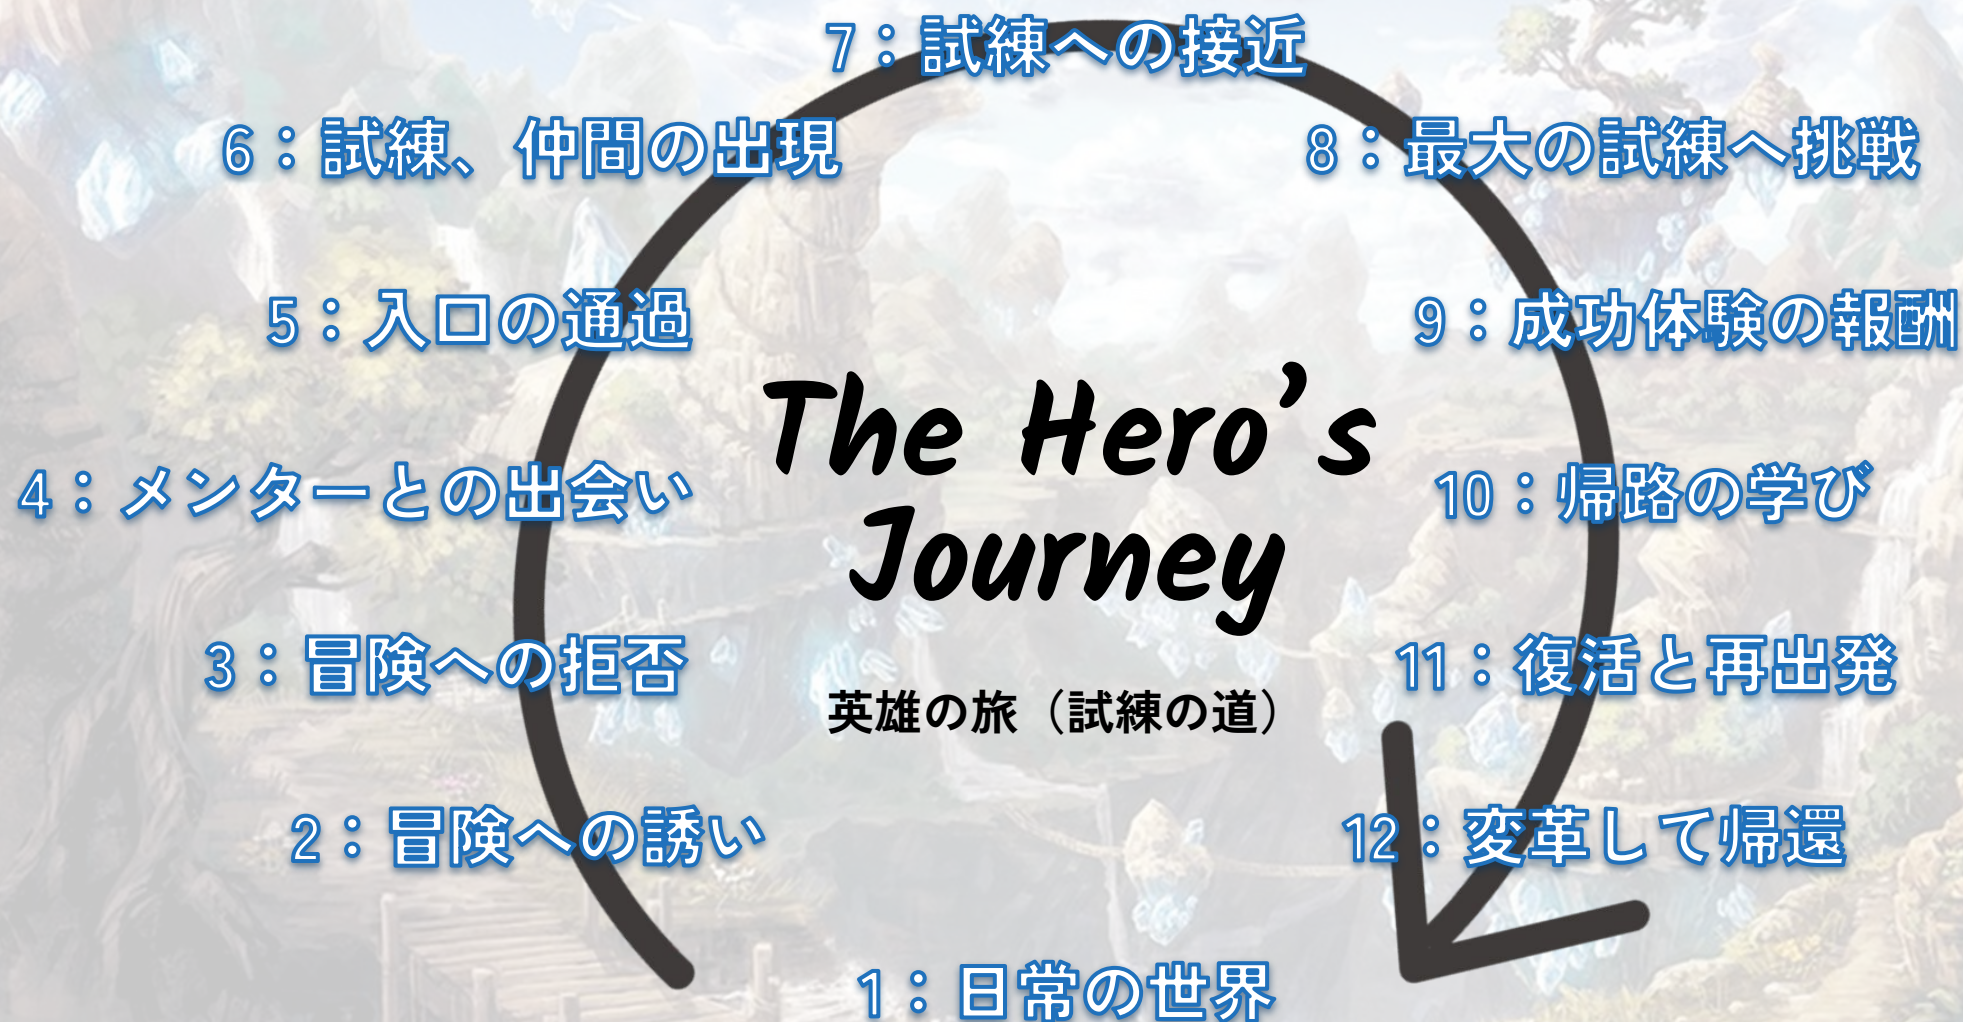 7：試練への接近
6：試練、仲間の出現
8：最大の試練へ挑戦
5：入口の通過
9：成功体験の報酬
The Hero's
Journey
4：メンターとの出会い
10：帰路の学び
3：冒険への拒否
11：復活と再出発
英雄の旅（試練の道）
2：冒険への誘い
12：変革して帰還
1：日常の世界